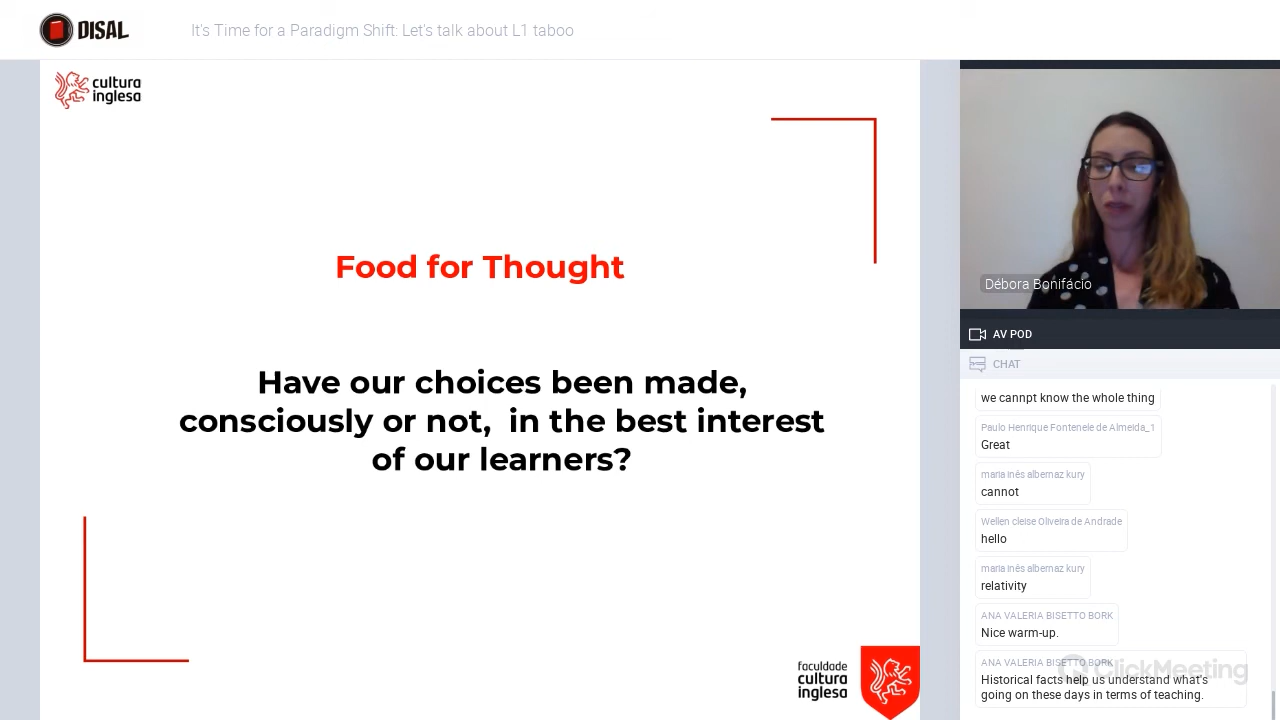 DISAL
It's Time for a Paradigm Shift: Let's talk about L1 taboo
cultura
inglesa
Food for Thought
Have our choices been made,
consciously or not,  in the best interest
of our learners?
faculdade
cultura
inglesa
Débora Bonifácio
AV POD
CHAT
we cannpt know the whole thing
Paulo Henrique Fontenele de Almeida_1
Great
maria inês albernaz kury
cannot
Wellen cleise Oliveira de Andrade
hello
maria inês albernaz kury
relativity
ANA VALERIA BISETTO BORK
Nice warm-up.
ANA VALERIA BISETTO BORK
ClickMeeting
Historical facts help us understand what's
going on these days in terms of teaching.